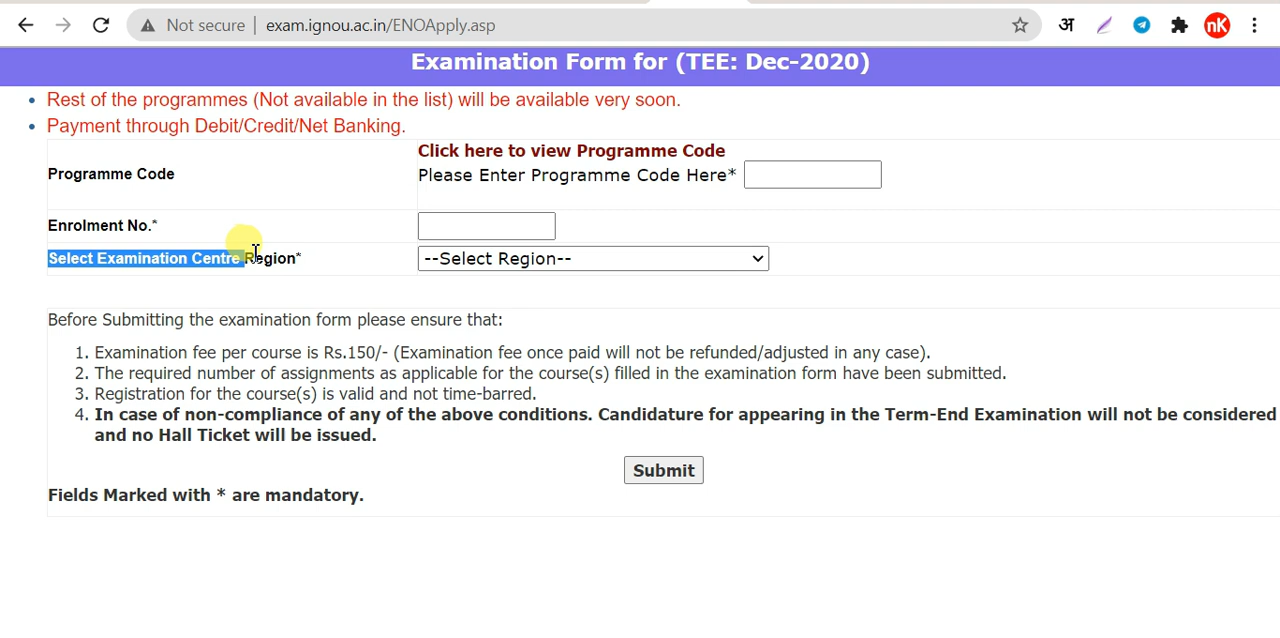 Not secure | exam.ignou.ac.in/ENOApply.asp
अ
nK
Examination Form for (TEE: Dec-2020)
• Rest of the programmes (Not available in the list) will be available very soon.
• Payment through Debit/Credit/Net Banking.
Click here to view Programme Code
Programme Code
Please Enter Programme Code Here*
Enrolment No.*
Select Examination Centre Region* --Select Region--
Before Submitting the examination form please ensure that:
1. Examination fee per course is Rs.150/- (Examination fee once paid will not be refunded/adjusted in any case).
2. The required number of assignments as applicable for the course(s) filled in the examination form have been submitted.
3. Registration for the course(s) is valid and not time-barred.
4. In case of non-compliance of any of the above conditions. Candidature for appearing in the Term-End Examination will not be considered
and no Hall Ticket will be issued.
Submit
Fields Marked with * are mandatory.